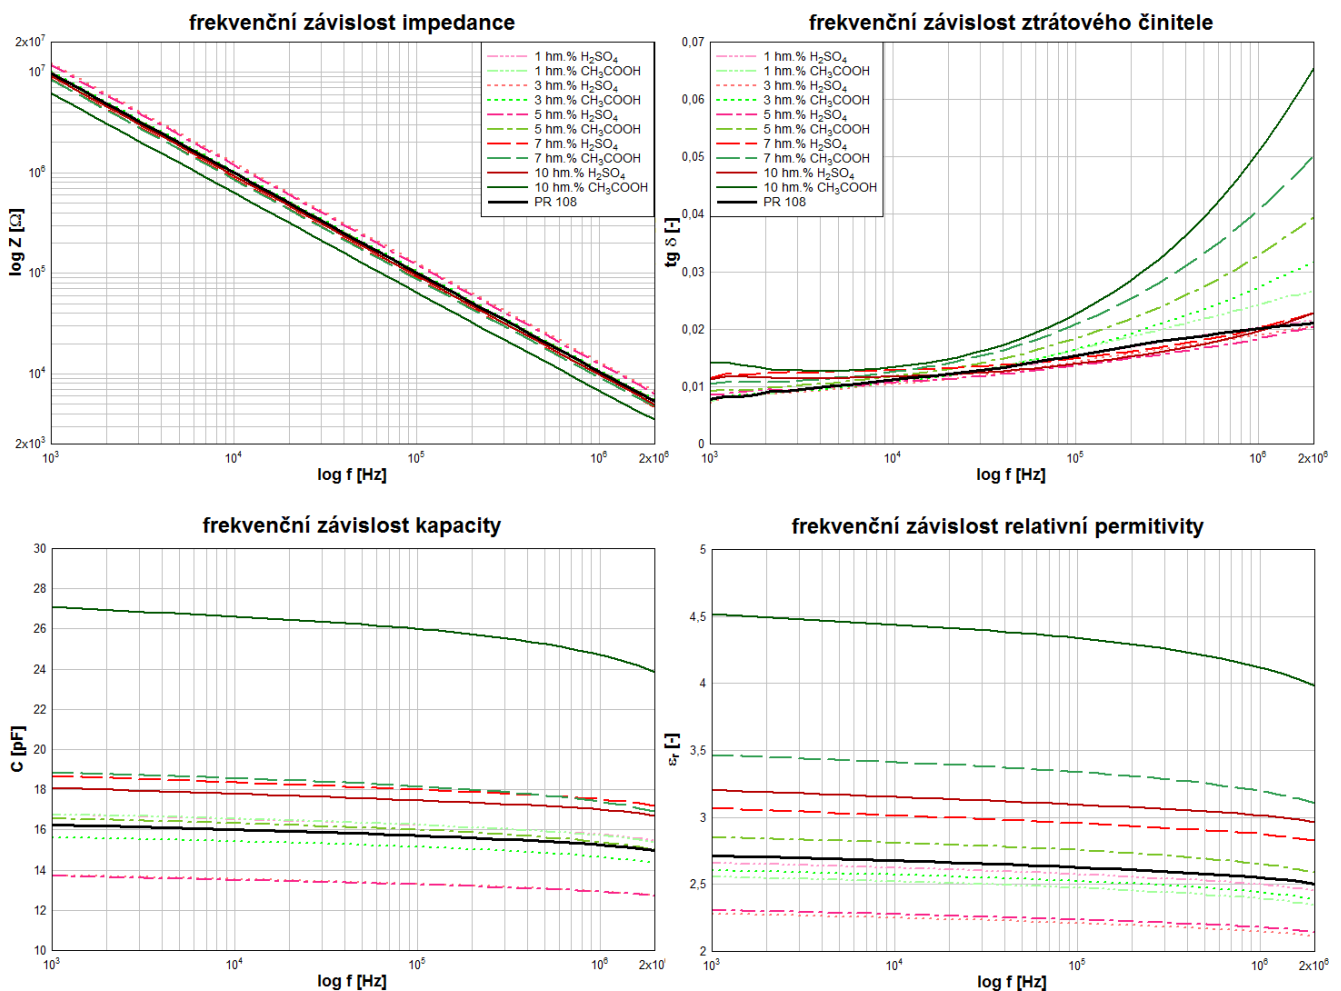 frekvenční závislost impedance
2x10⁷
10⁷
10⁶
10⁵
10⁴
2x10³
log Z [Ω]
1 hm.% H₂SO₄
1 hm.% CH₃COOH
3 hm.% H₂SO₄
3 hm.% CH₃COOH
5 hm.% H₂SO₄
5 hm.% CH₃COOH
7 hm.% H₂SO₄
7 hm.% CH₃COOH
10 hm.% H₂SO₄
10 hm.% CH₃COOH
PR 108
10³
10⁴
10⁵
10⁶
2x10⁶
log f [Hz]
frekvenční závislost ztrátového činitele
0,07
0,06
0,05
0,04
0,03
0,02
0,01
0
tg δ [-]
1 hm.% H₂SO₄
1 hm.% CH₃COOH
3 hm.% H₂SO₄
3 hm.% CH₃COOH
5 hm.% H₂SO₄
5 hm.% CH₃COOH
7 hm.% H₂SO₄
7 hm.% CH₃COOH
10 hm.% H₂SO₄
10 hm.% CH₃COOH
PR 108
10³
10⁴
10⁵
10⁶
2x10⁶
log f [Hz]
frekvenční závislost kapacity
30
28
26
24
22
20
18
16
14
12
10
C [pF]
10³
10⁴
10⁵
10⁶
2x10
log f [Hz]
frekvenční závislost relativní permitivity
5
4,5
4
3,5
3
2,5
2
εᵣ [-]
10³
10⁴
10⁵
10⁶
2x10⁶
log f [Hz]